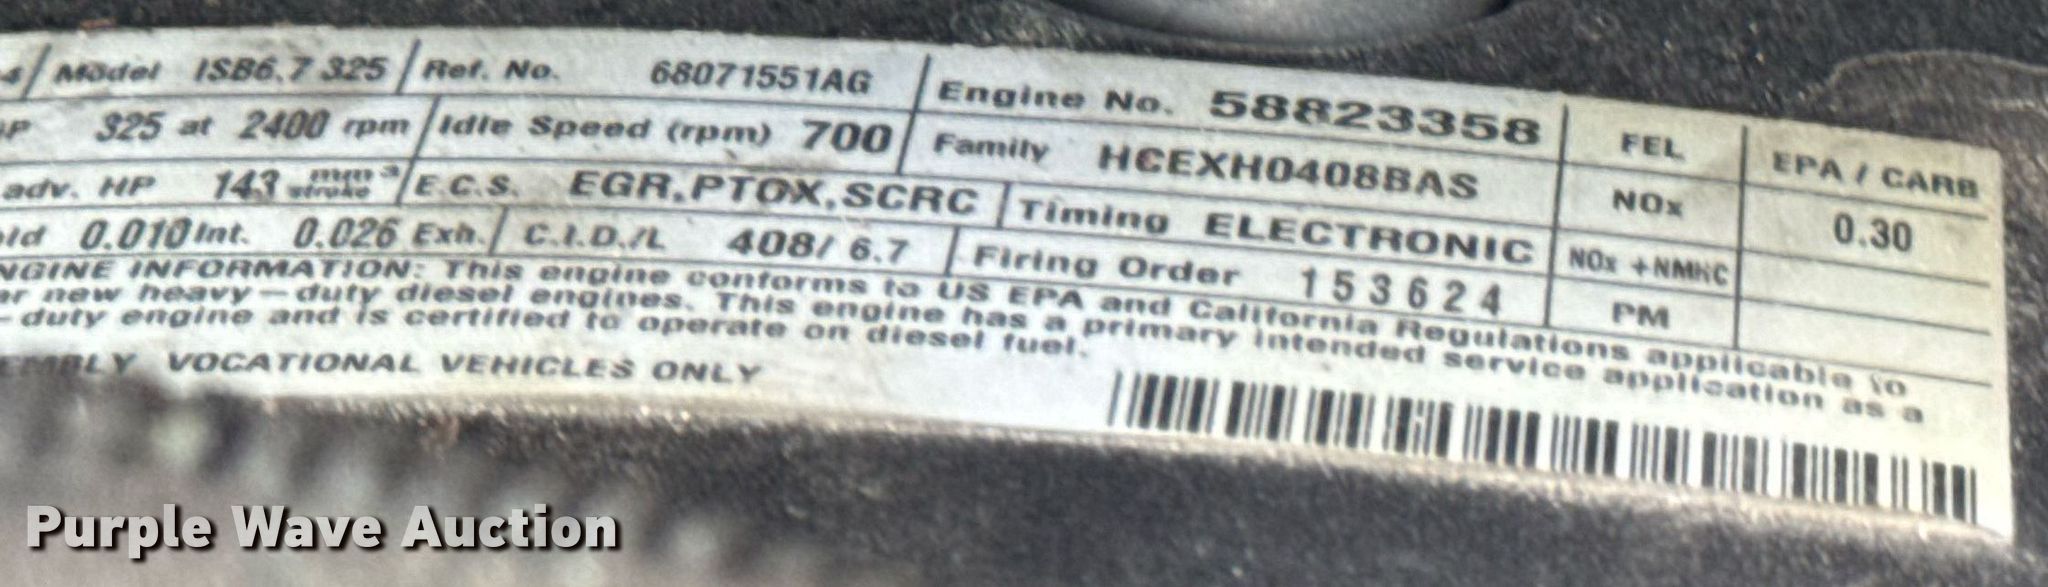 4 / Model ISB6.7 325 / Ref. No. 68071551AG / Engine No. 58823358 FEL EPA / CARB
325 at 2400 rpm / Idle Speed (rpm) 700 / Family HCEXH0408BAS NOx 0.30
adv. HP 143 mm³ stroke / E.C.S. EGR,PTOX,SCRC / Timing ELECTRONIC NOx +NMHC
0.010 Int. 0.026 Exh. / C.I.D./L 408/ 6.7 / Firing Order 153624 PM
NGINE INFORMATION: This engine conforms to US EPA and California Regulations applicable to
new heavy-duty diesel engines. This engine has a primary intended service application as a
-duty engine and is certified to operate on diesel fuel.
EMBLY VOCATIONAL VEHICLES ONLY
Purple Wave Auction